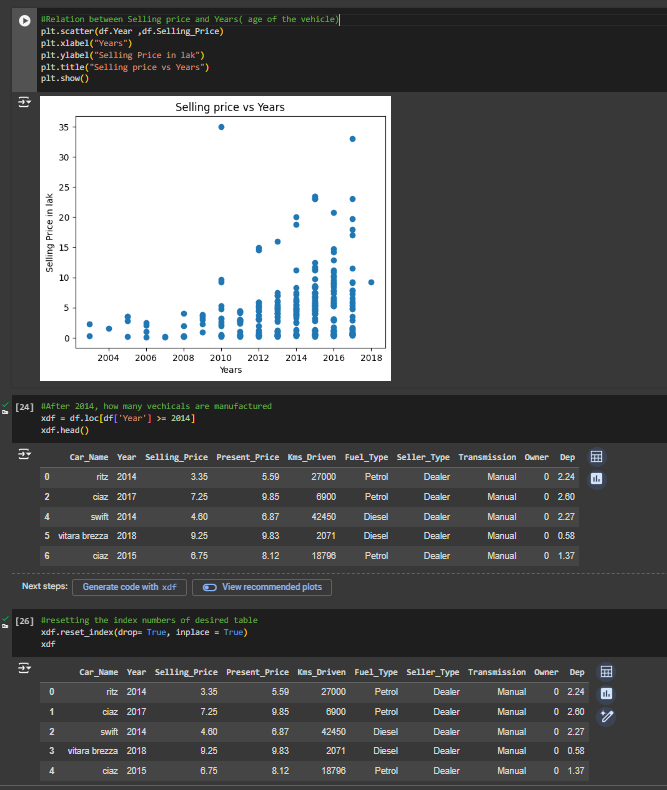 #Relation between Selling price and Years( age of the vehicle)
plt.scatter(df.Year ,df.Selling_Price)
plt.xlabel("Years")
plt.ylabel("Selling Price in lak")
plt.title("Selling price vs Years")
plt.show()
Selling price vs Years
35
30
25
20
15
10
5
0
Selling Price in lak
2004 2006 2008 2010 2012 2014 2016 2018
Years
[24] #After 2014, how many vechicals are manufactured
xdf = df.loc[df['Year'] >= 2014]
xdf.head()
Car_Name Year Selling_Price Present_Price Kms_Driven Fuel_Type Seller_Type Transmission Owner Dep
0 ritz 2014 3.35 5.59 27000 Petrol Dealer Manual 0 2.24
2 ciaz 2017 7.25 9.85 6900 Petrol Dealer Manual 0 2.60
4 swift 2014 4.60 6.87 42450 Diesel Dealer Manual 0 2.27
5 vitara brezza 2018 9.25 9.83 2071 Diesel Dealer Manual 0 0.58
6 ciaz 2015 6.75 8.12 18796 Petrol Dealer Manual 0 1.37
Next steps: Generate code with xdf View recommended plots
[26] #resetting the index numbers of desired table
xdf.reset_index(drop= True, inplace = True)
xdf
Car_Name Year Selling_Price Present_Price Kms_Driven Fuel_Type Seller_Type Transmission Owner Dep
0 ritz 2014 3.35 5.59 27000 Petrol Dealer Manual 0 2.24
1 ciaz 2017 7.25 9.85 6900 Petrol Dealer Manual 0 2.60
2 swift 2014 4.60 6.87 42450 Diesel Dealer Manual 0 2.27
3 vitara brezza 2018 9.25 9.83 2071 Diesel Dealer Manual 0 0.58
4 ciaz 2015 6.75 8.12 18796 Petrol Dealer Manual 0 1.37